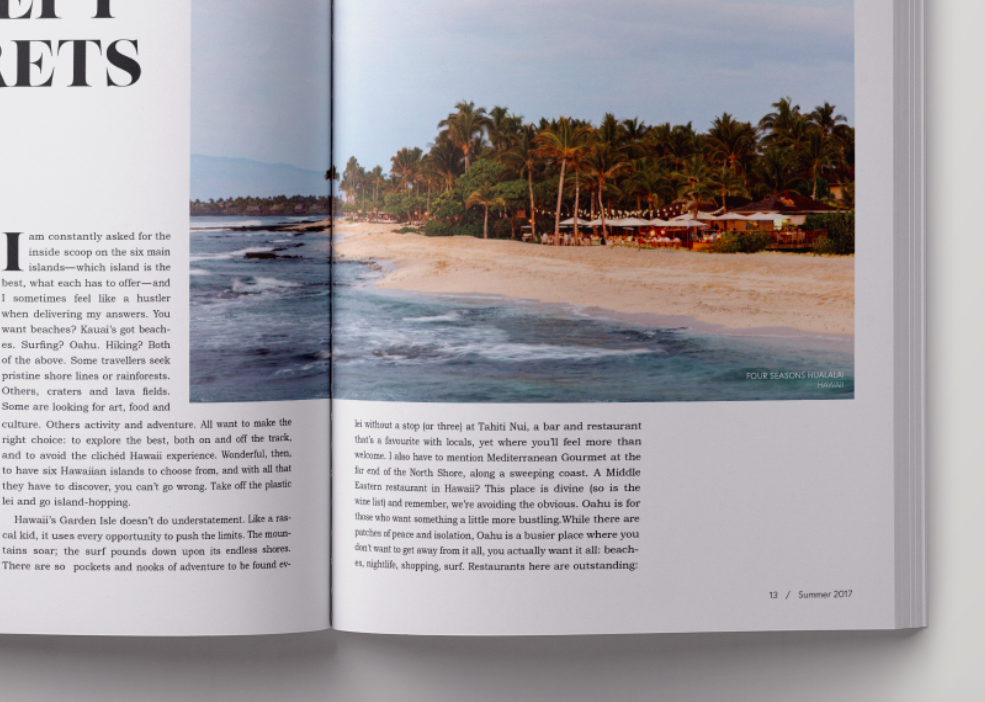 RETS
I am constantly asked for the
inside scoop on the six main
islands—which island is the
best, what each has to offer—and
I sometimes feel like a hustler
when delivering my answers. You
want beaches? Kauai's got beach-
es. Surfing? Oahu. Hiking? Both
of the above. Some travellers seek
pristine shore lines or rainforests.
Others, craters and lava fields.
Some are looking for art, food and
culture. Others activity and adventure. All want to make the
right choice: to explore the best, both on and off the track,
and to avoid the clichéd Hawaii experience. Wonderful, then,
to have six Hawaiian islands to choose from, and with all that
they have to discover, you can't go wrong. Take off the plastic
lei and go island-hopping.
Hawaii's Garden Isle doesn't do understatement. Like a ras-
cal kid, it uses every opportunity to push the limits. The moun-
tains soar; the surf pounds down upon its endless shores.
There are so pockets and nooks of adventure to be found ev-
FOUR SEASONS HUALALAI
HAWAII
lei without a stop (or three) at Tahiti Nui, a bar and restaurant
that's a favourite with locals, yet where you'll feel more than
welcome. I also have to mention Mediterranean Gourmet at the
far end of the North Shore, along a sweeping coast. A Middle
Eastern restaurant in Hawaii? This place is divine (so is the
wine list) and remember, we're avoiding the obvious. Oahu is for
those who want something a little more bustling.While there are
patches of peace and isolation, Oahu is a busier place where you
don't want to get away from it all, you actually want it all: beach-
es, nightlife, shopping, surf. Restaurants here are outstanding:
13 / Summer 2017